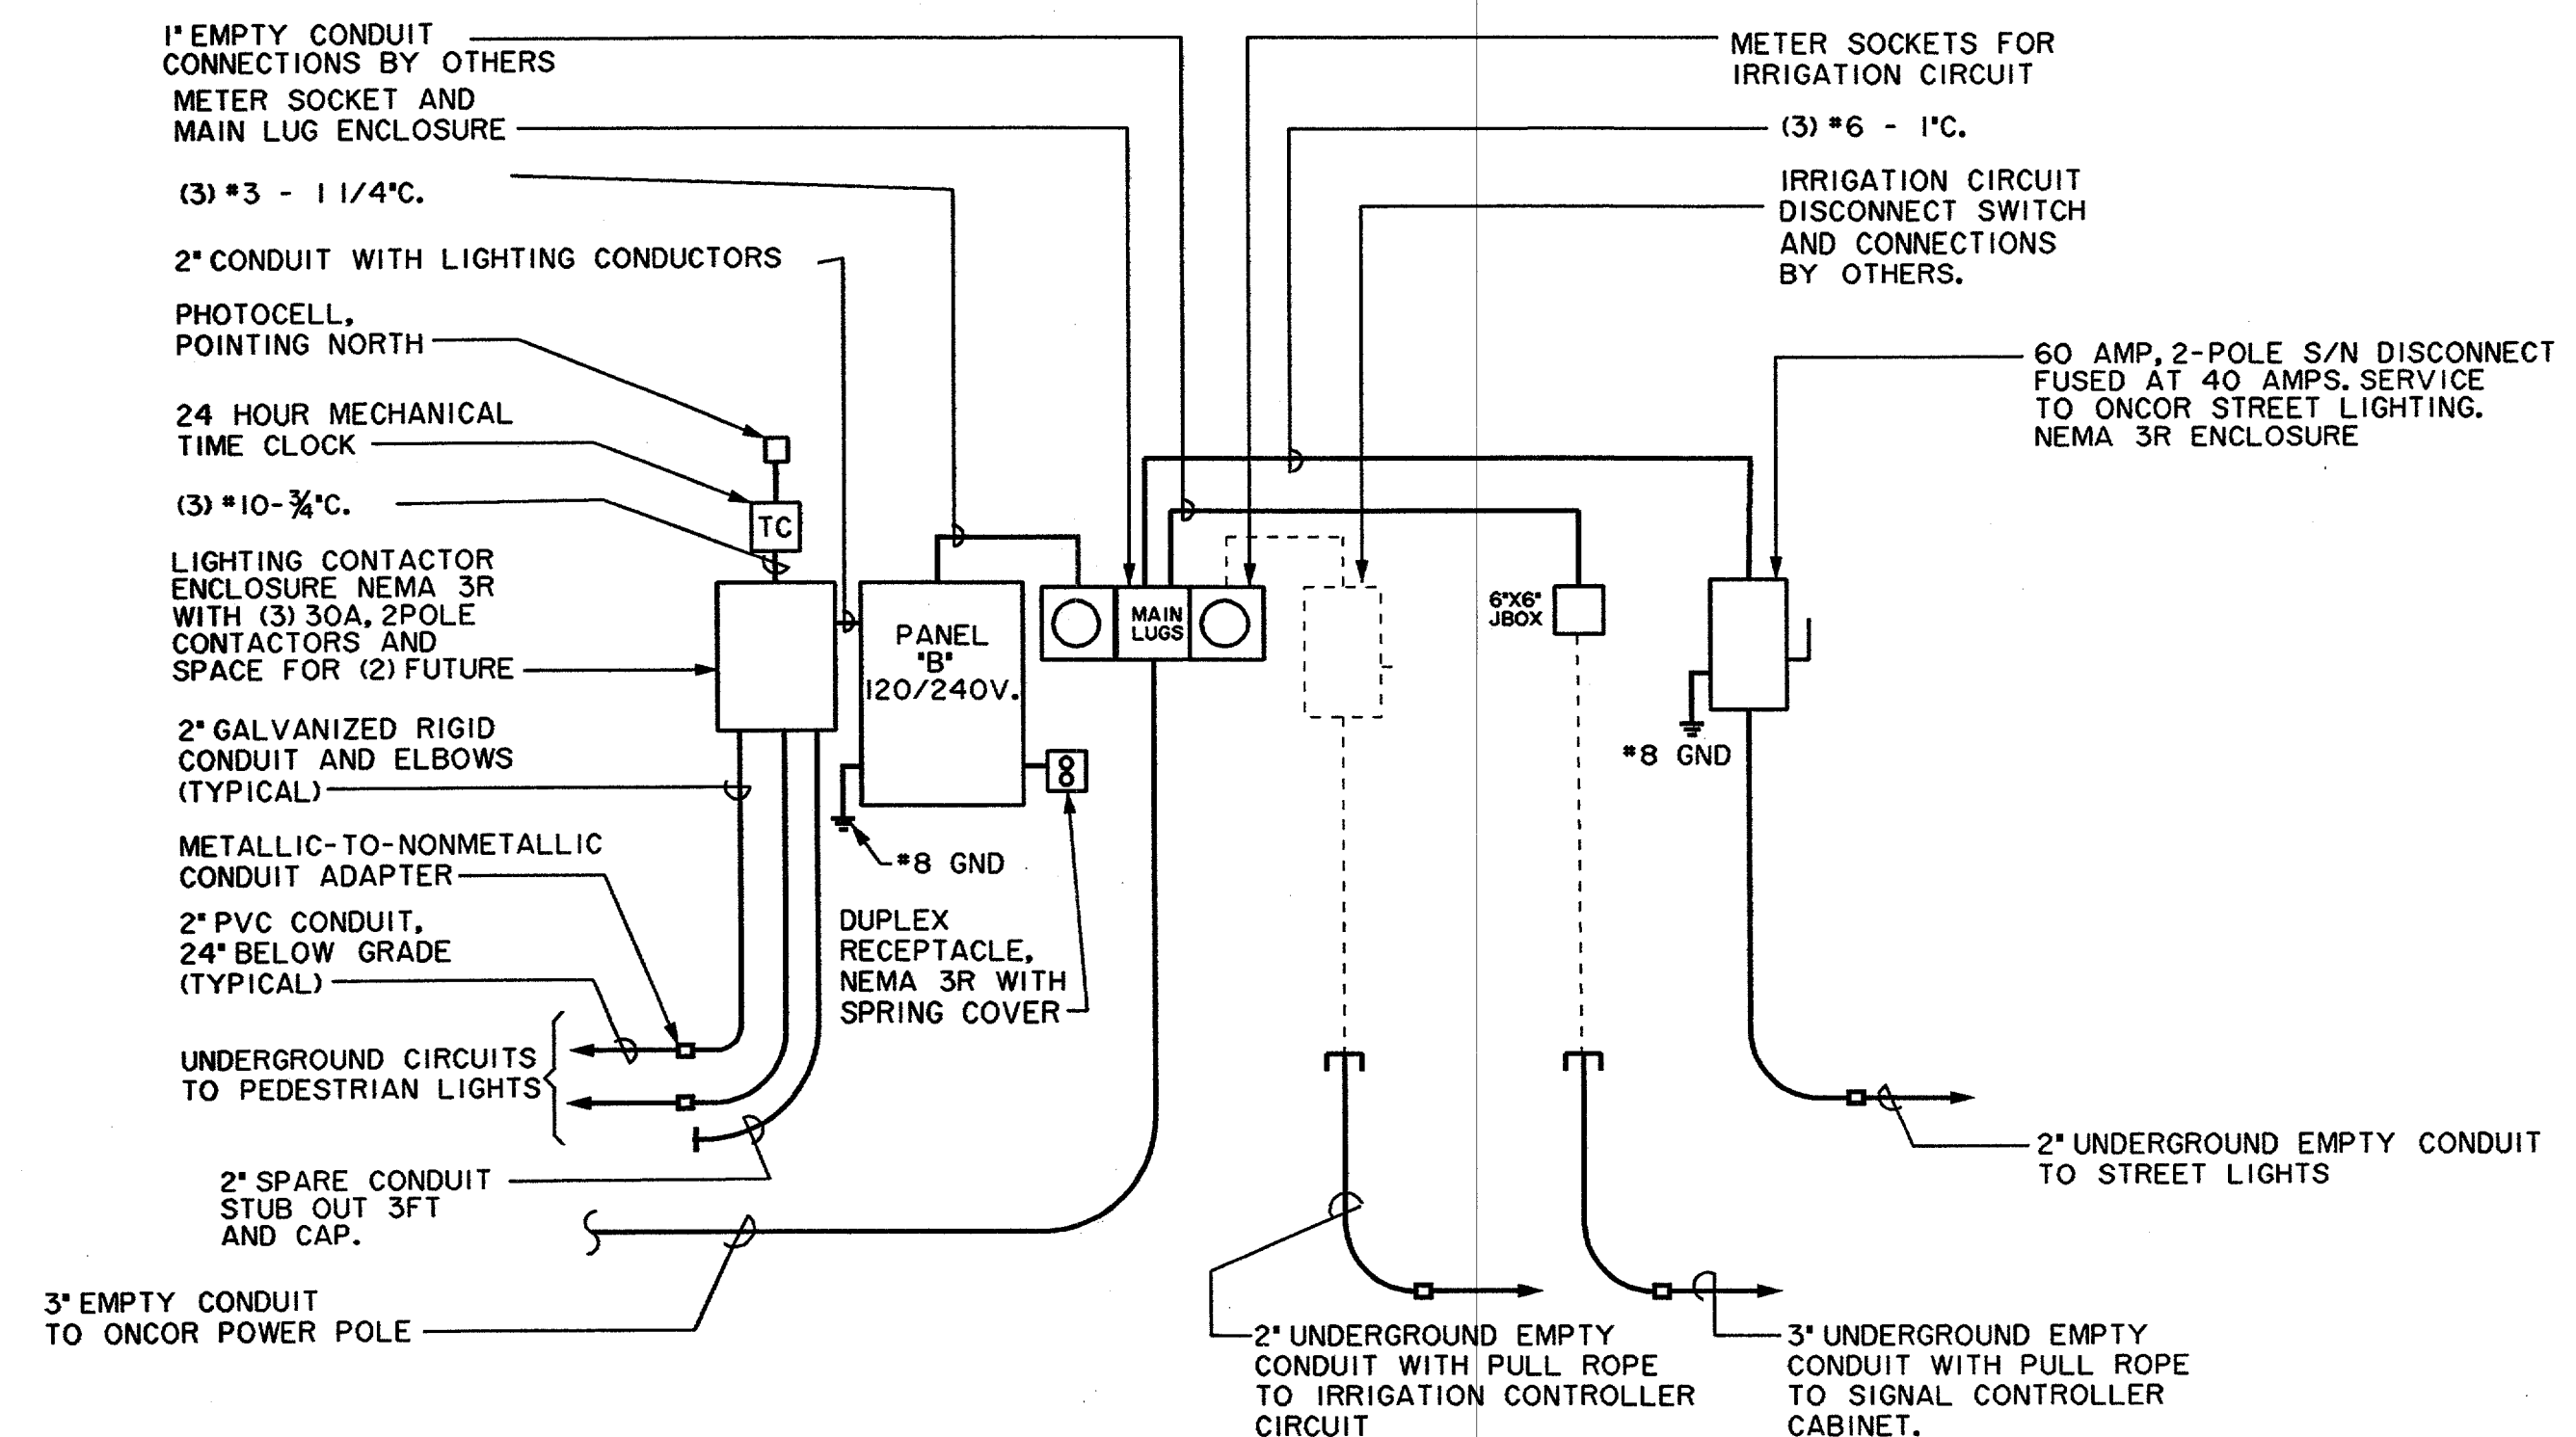 1" EMPTY CONDUIT
CONNECTIONS BY OTHERS
METER SOCKET AND
MAIN LUG ENCLOSURE
(3) #3 - 1 1/4"C.
2" CONDUIT WITH LIGHTING CONDUCTORS
PHOTOCELL,
POINTING NORTH
24 HOUR MECHANICAL
TIME CLOCK
(3) #10-3/4"C.
LIGHTING CONTACTOR
ENCLOSURE NEMA 3R
WITH (3) 30A, 2POLE
CONTACTORS AND
SPACE FOR (2) FUTURE
2" GALVANIZED RIGID
CONDUIT AND ELBOWS
(TYPICAL)
METALLIC-TO-NONMETALLIC
CONDUIT ADAPTER
2" PVC CONDUIT,
24" BELOW GRADE
(TYPICAL)
UNDERGROUND CIRCUITS
TO PEDESTRIAN LIGHTS
2" SPARE CONDUIT
STUB OUT 3FT
AND CAP.
3" EMPTY CONDUIT
TO ONCOR POWER POLE
TC
PANEL
"B"
120/240V.
#8 GND
DUPLEX
RECEPTACLE,
NEMA 3R WITH
SPRING COVER
MAIN
LUGS
METER SOCKETS FOR
IRRIGATION CIRCUIT
(3) #6 - 1"C.
IRRIGATION CIRCUIT
DISCONNECT SWITCH
AND CONNECTIONS
BY OTHERS.
60 AMP, 2-POLE S/N DISCONNECT
FUSED AT 40 AMPS. SERVICE
TO ONCOR STREET LIGHTING.
NEMA 3R ENCLOSURE
6"X6"
JBOX
#8 GND
2" UNDERGROUND EMPTY CONDUIT
TO STREET LIGHTS
2" UNDERGROUND EMPTY
CONDUIT WITH PULL ROPE
TO IRRIGATION CONTROLLER
CIRCUIT
3" UNDERGROUND EMPTY
CONDUIT WITH PULL ROPE
TO SIGNAL CONTROLLER
CABINET.